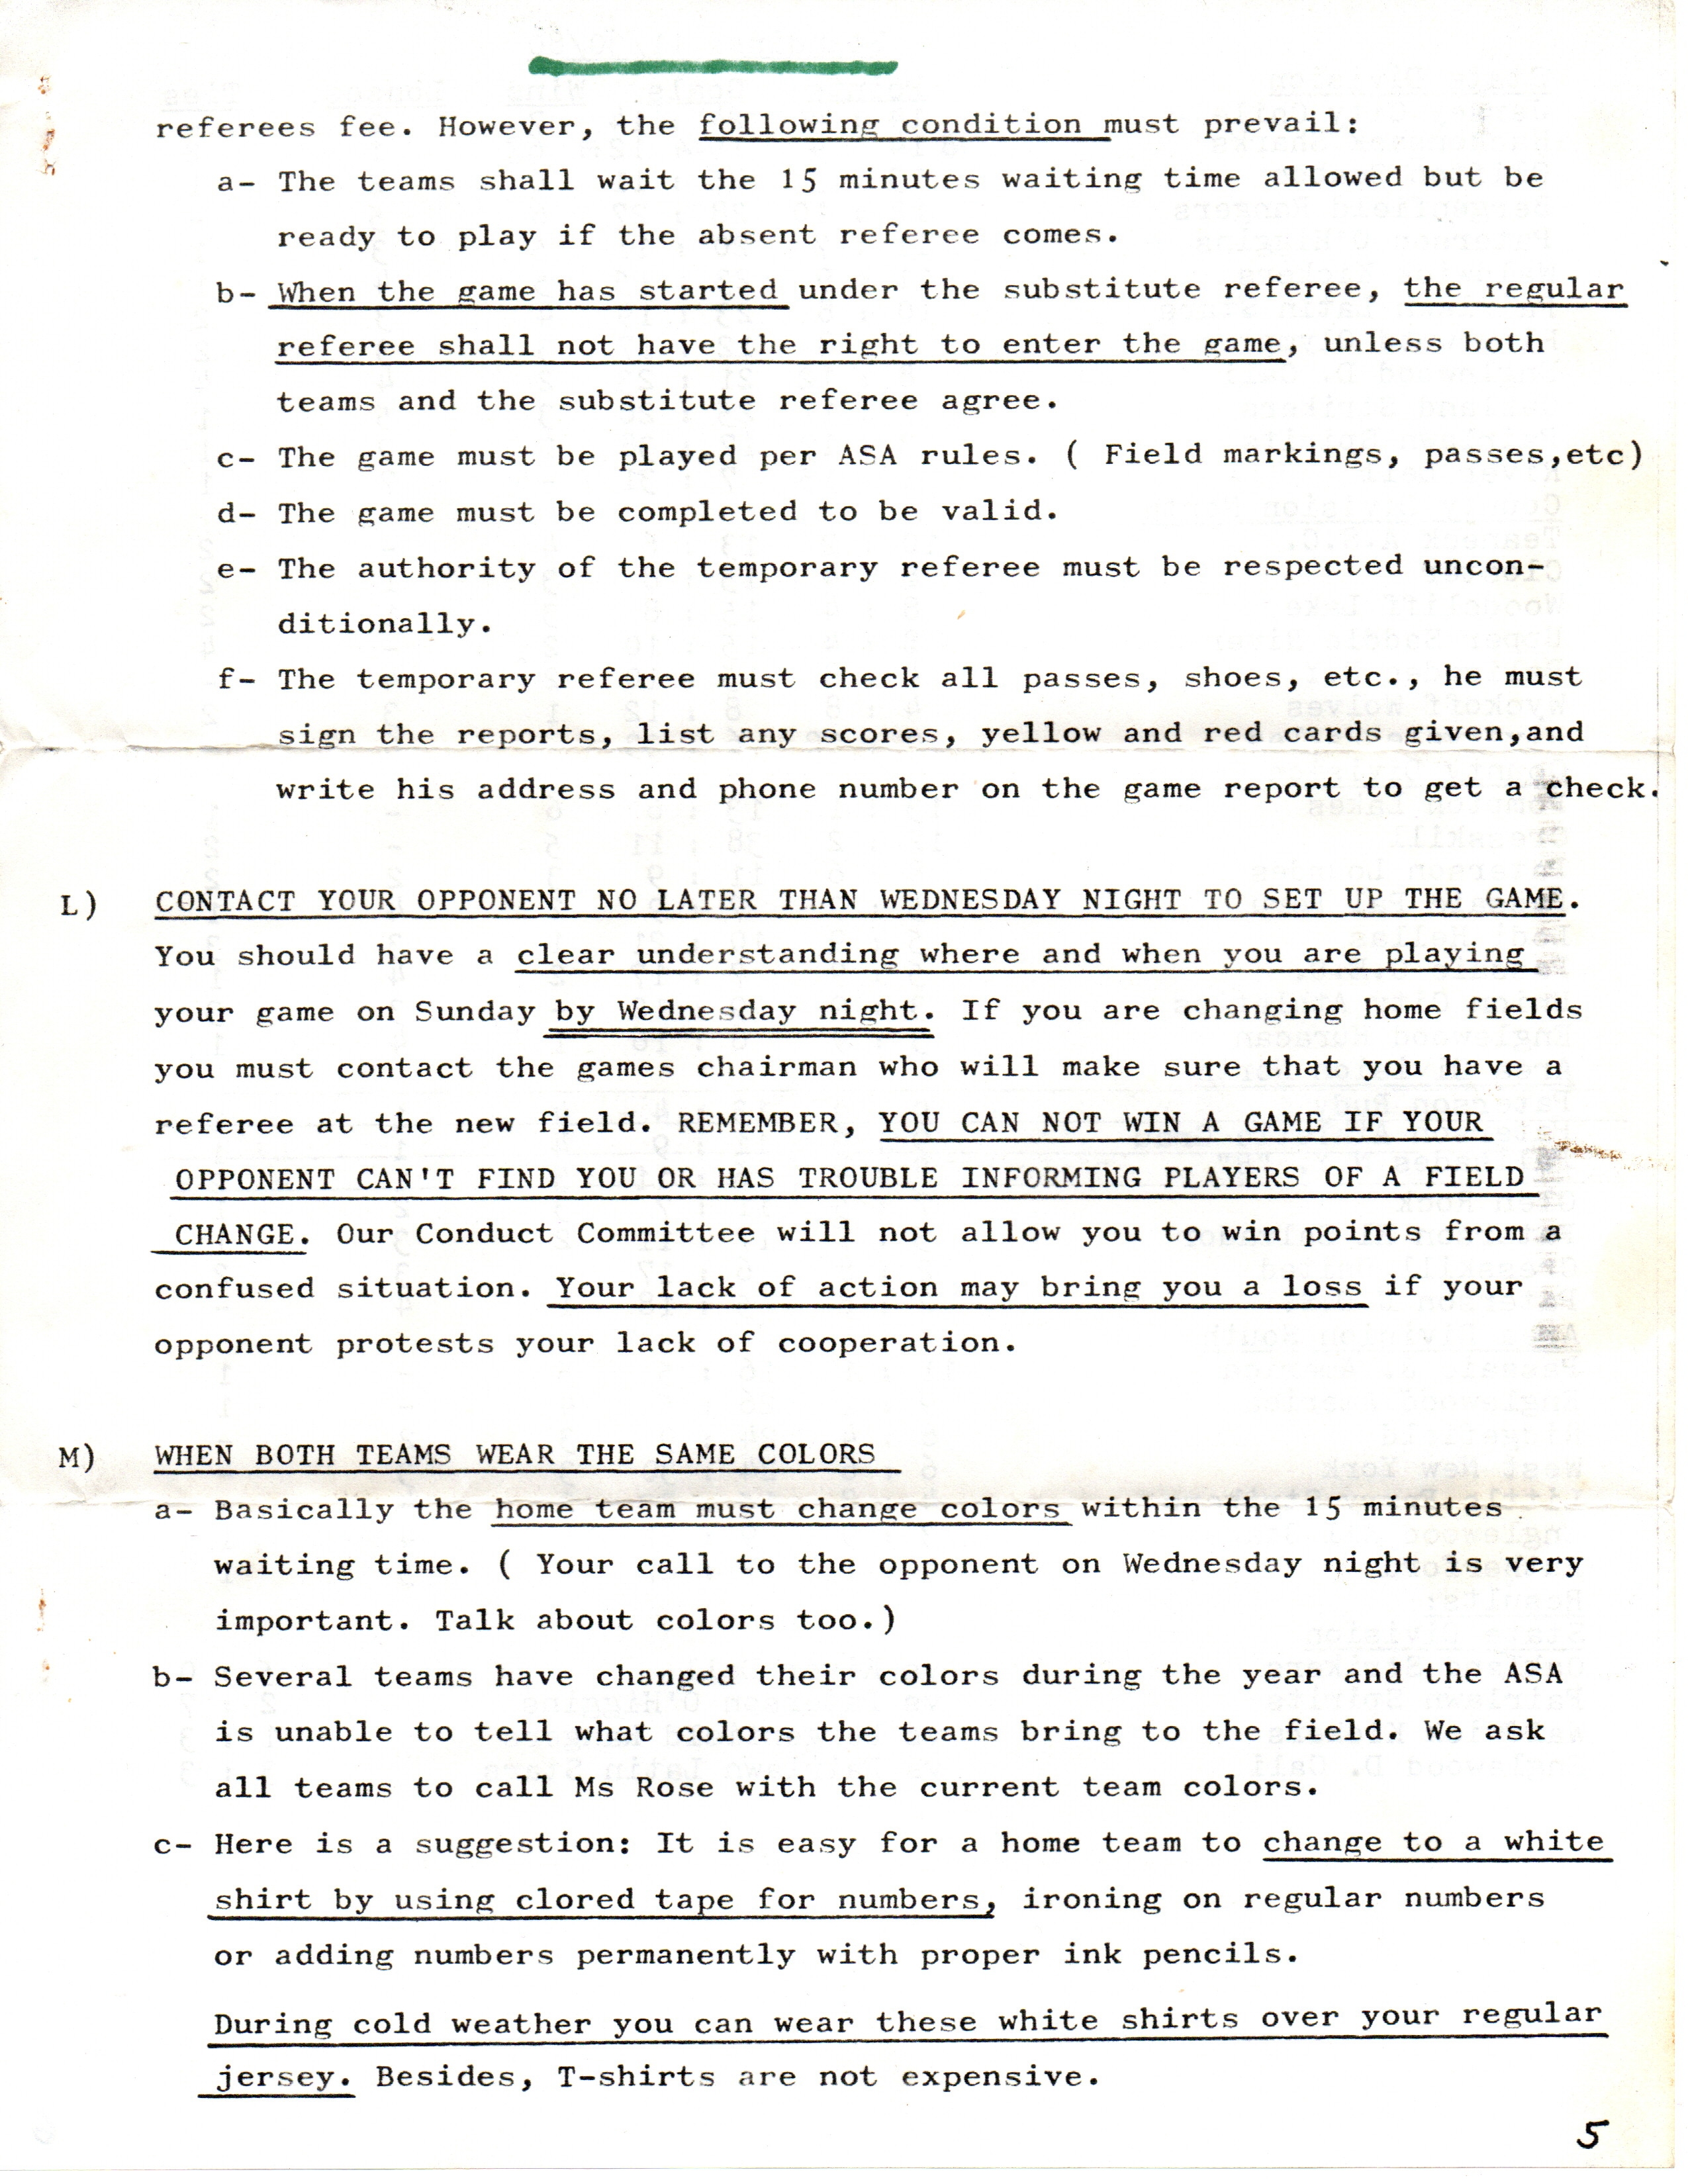 referees fee. However, the following condition must prevail:
a- The teams shall wait the 15 minutes waiting time allowed but be
ready to play if the absent referee comes.
b- When the game has started under the substitute referee, the regular
referee shall not have the right to enter the game, unless both
teams and the substitute referee agree.
c- The game must be played per ASA rules. ( Field markings, passes,etc)
d- The game must be completed to be valid.
e- The authority of the temporary referee must be respected uncon-
ditionally.
f- The temporary referee must check all passes, shoes, etc., he must
sign the reports, list any scores, yellow and red cards given,and
write his address and phone number on the game report to get a check.
L) CONTACT YOUR OPPONENT NO LATER THAN WEDNESDAY NIGHT TO SET UP THE GAME.
You should have a clear understanding where and when you are playing
your game on Sunday by Wednesday night. If you are changing home fields
you must contact the games chairman who will make sure that you have a
referee at the new field. REMEMBER, YOU CAN NOT WIN A GAME IF YOUR
OPPONENT CAN'T FIND YOU OR HAS TROUBLE INFORMING PLAYERS OF A FIELD
CHANGE. Our Conduct Committee will not allow you to win points from a
confused situation. Your lack of action may bring you a loss if your
opponent protests your lack of cooperation.
M) WHEN BOTH TEAMS WEAR THE SAME COLORS
a- Basically the home team must change colors within the 15 minutes
waiting time. ( Your call to the opponent on Wednesday night is very
important. Talk about colors too.)
b- Several teams have changed their colors during the year and the ASA
is unable to tell what colors the teams bring to the field. We ask
all teams to call Ms Rose with the current team colors.
c- Here is a suggestion: It is easy for a home team to change to a white
shirt by using clored tape for numbers, ironing on regular numbers
or adding numbers permanently with proper ink pencils.
During cold weather you can wear these white shirts over your regular
jersey. Besides, T-shirts are not expensive.
5